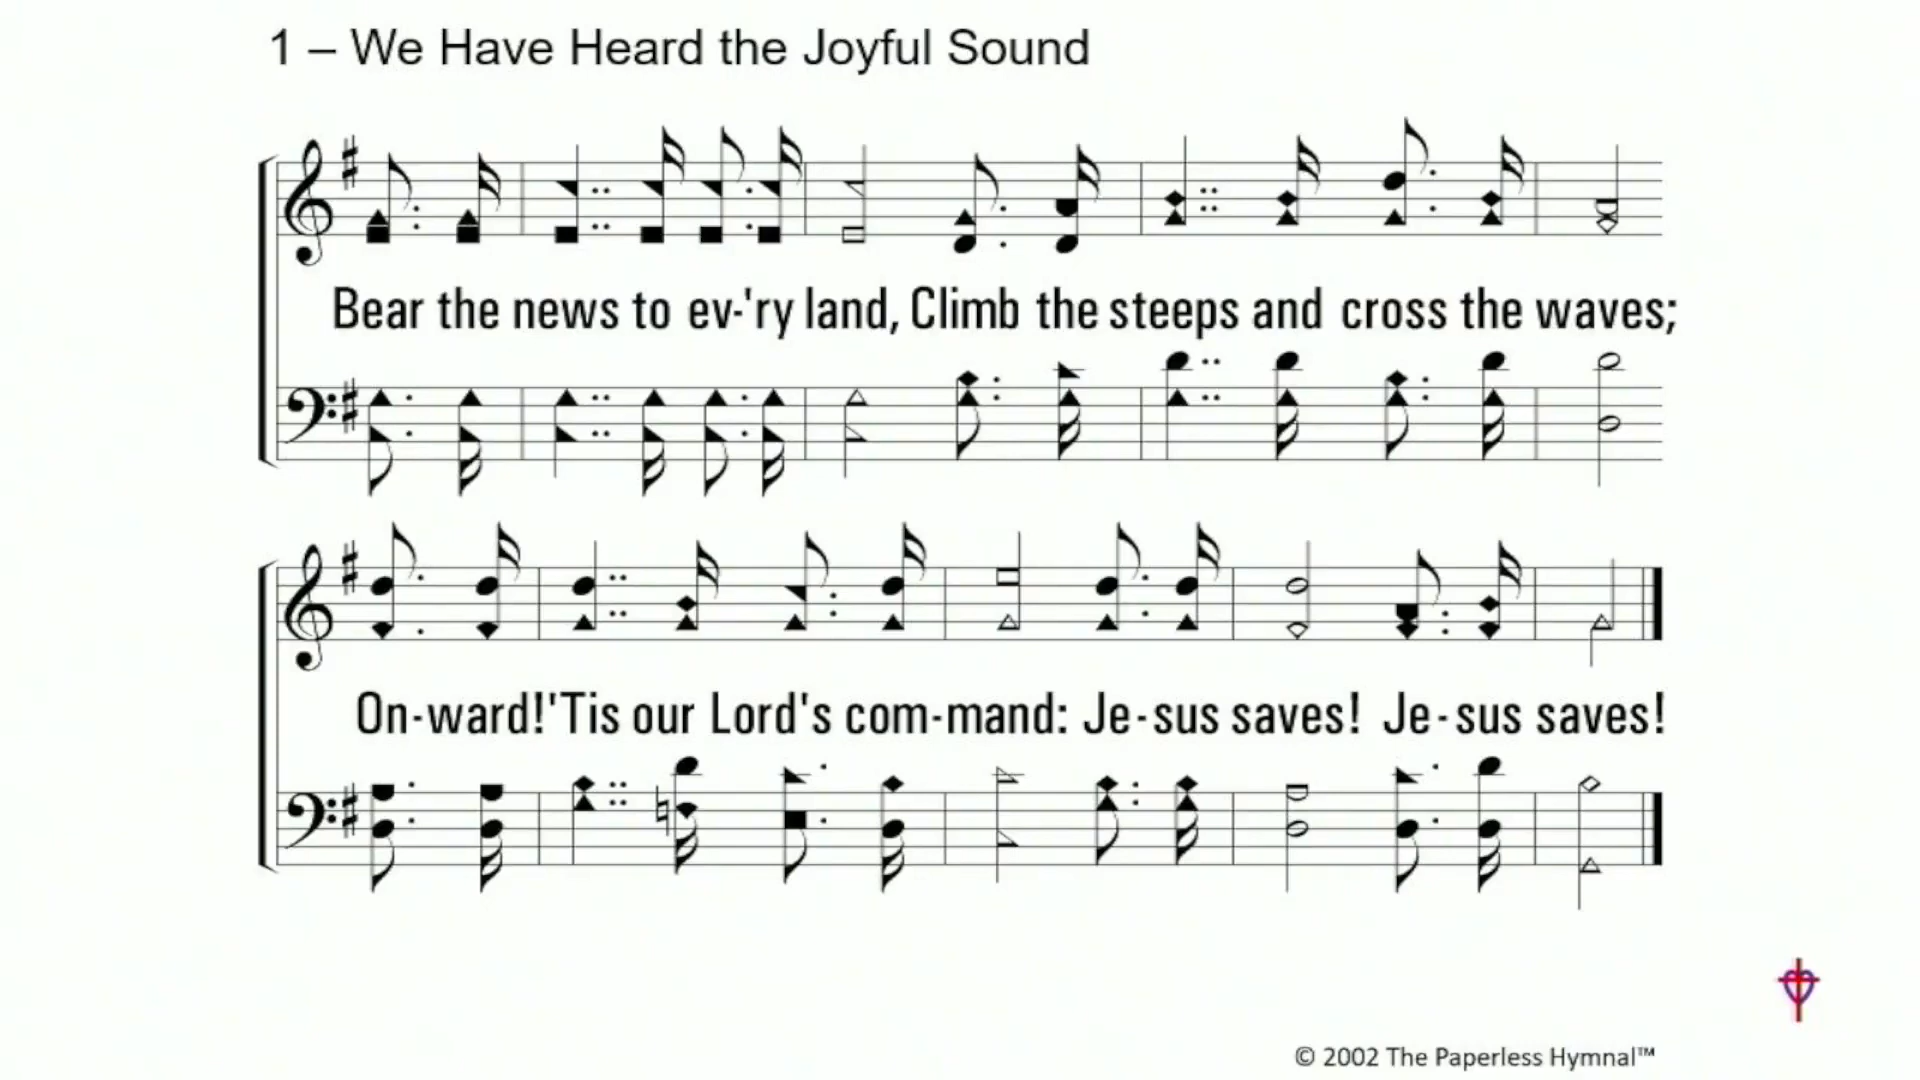 1 – We Have Heard the Joyful Sound
Bear the news to ev-'ry land, Climb the steeps and cross the waves;
On-ward! 'Tis our Lord's com-mand: Je-sus saves! Je-sus saves!
© 2002 The Paperless Hymnal™